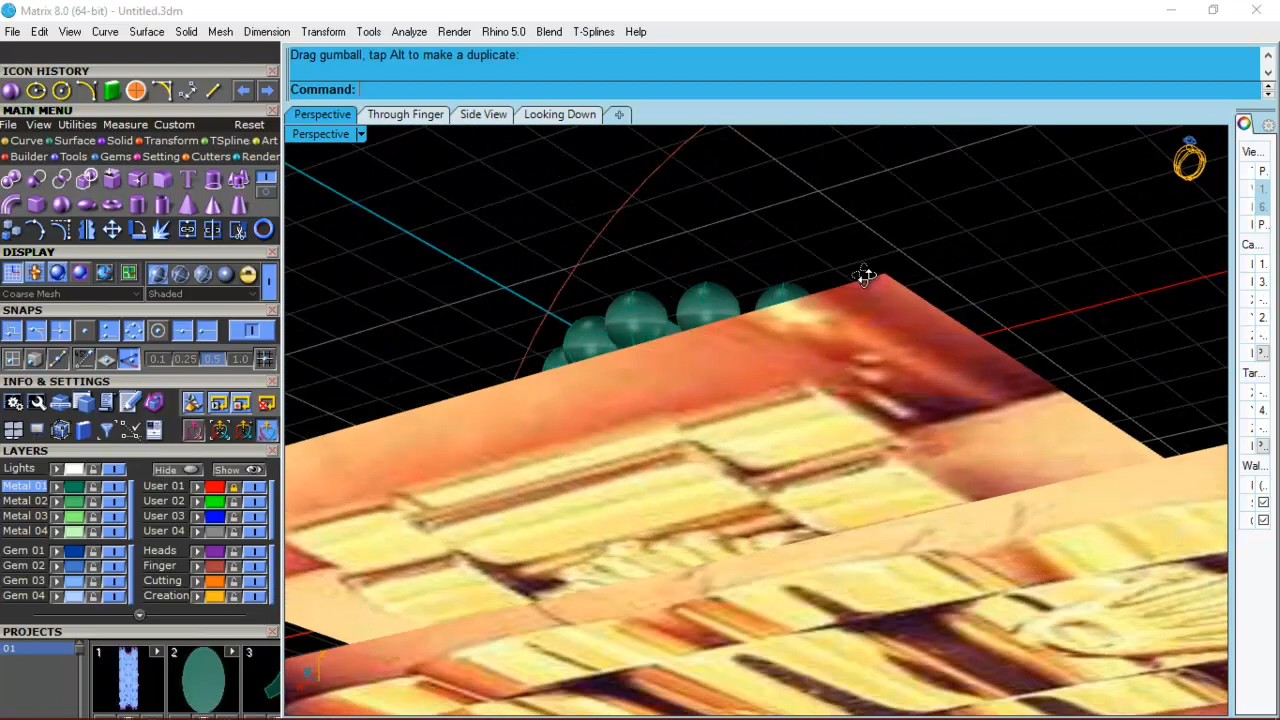 Matrix 8.0 (64-bit) - Untitled.3dm
File Edit View Curve Surface Solid Mesh Dimension Transform Tools Analyze Render Rhino 5.0 Blend T-Splines Help
ICON HISTORY
Drag gumball, tap Alt to make a duplicate:
Command:
MAIN MENU
File View Utilities Measure Custom Reset
Curve Surface Solid Transform TSpline Art
Builder Tools Gems Setting Cutters Render
Perspective Through Finger Side View Looking Down
Perspective
DISPLAY
Coarse Mesh Shaded
SNAPS
0.1 0.25 0.5 1.0
INFO & SETTINGS
LAYERS
Lights Hide Show
Metal 01 User 01
Metal 02 User 02
Metal 03 User 03
Metal 04 User 04
Gem 01 Heads
Gem 02 Finger
Gem 03 Cutting
Gem 04 Creation
PROJECTS
01
1 2 3
Vie...
P.
1.
6.
P.
Ca...
1.
3.
2.
Tar...
4.
Wal...